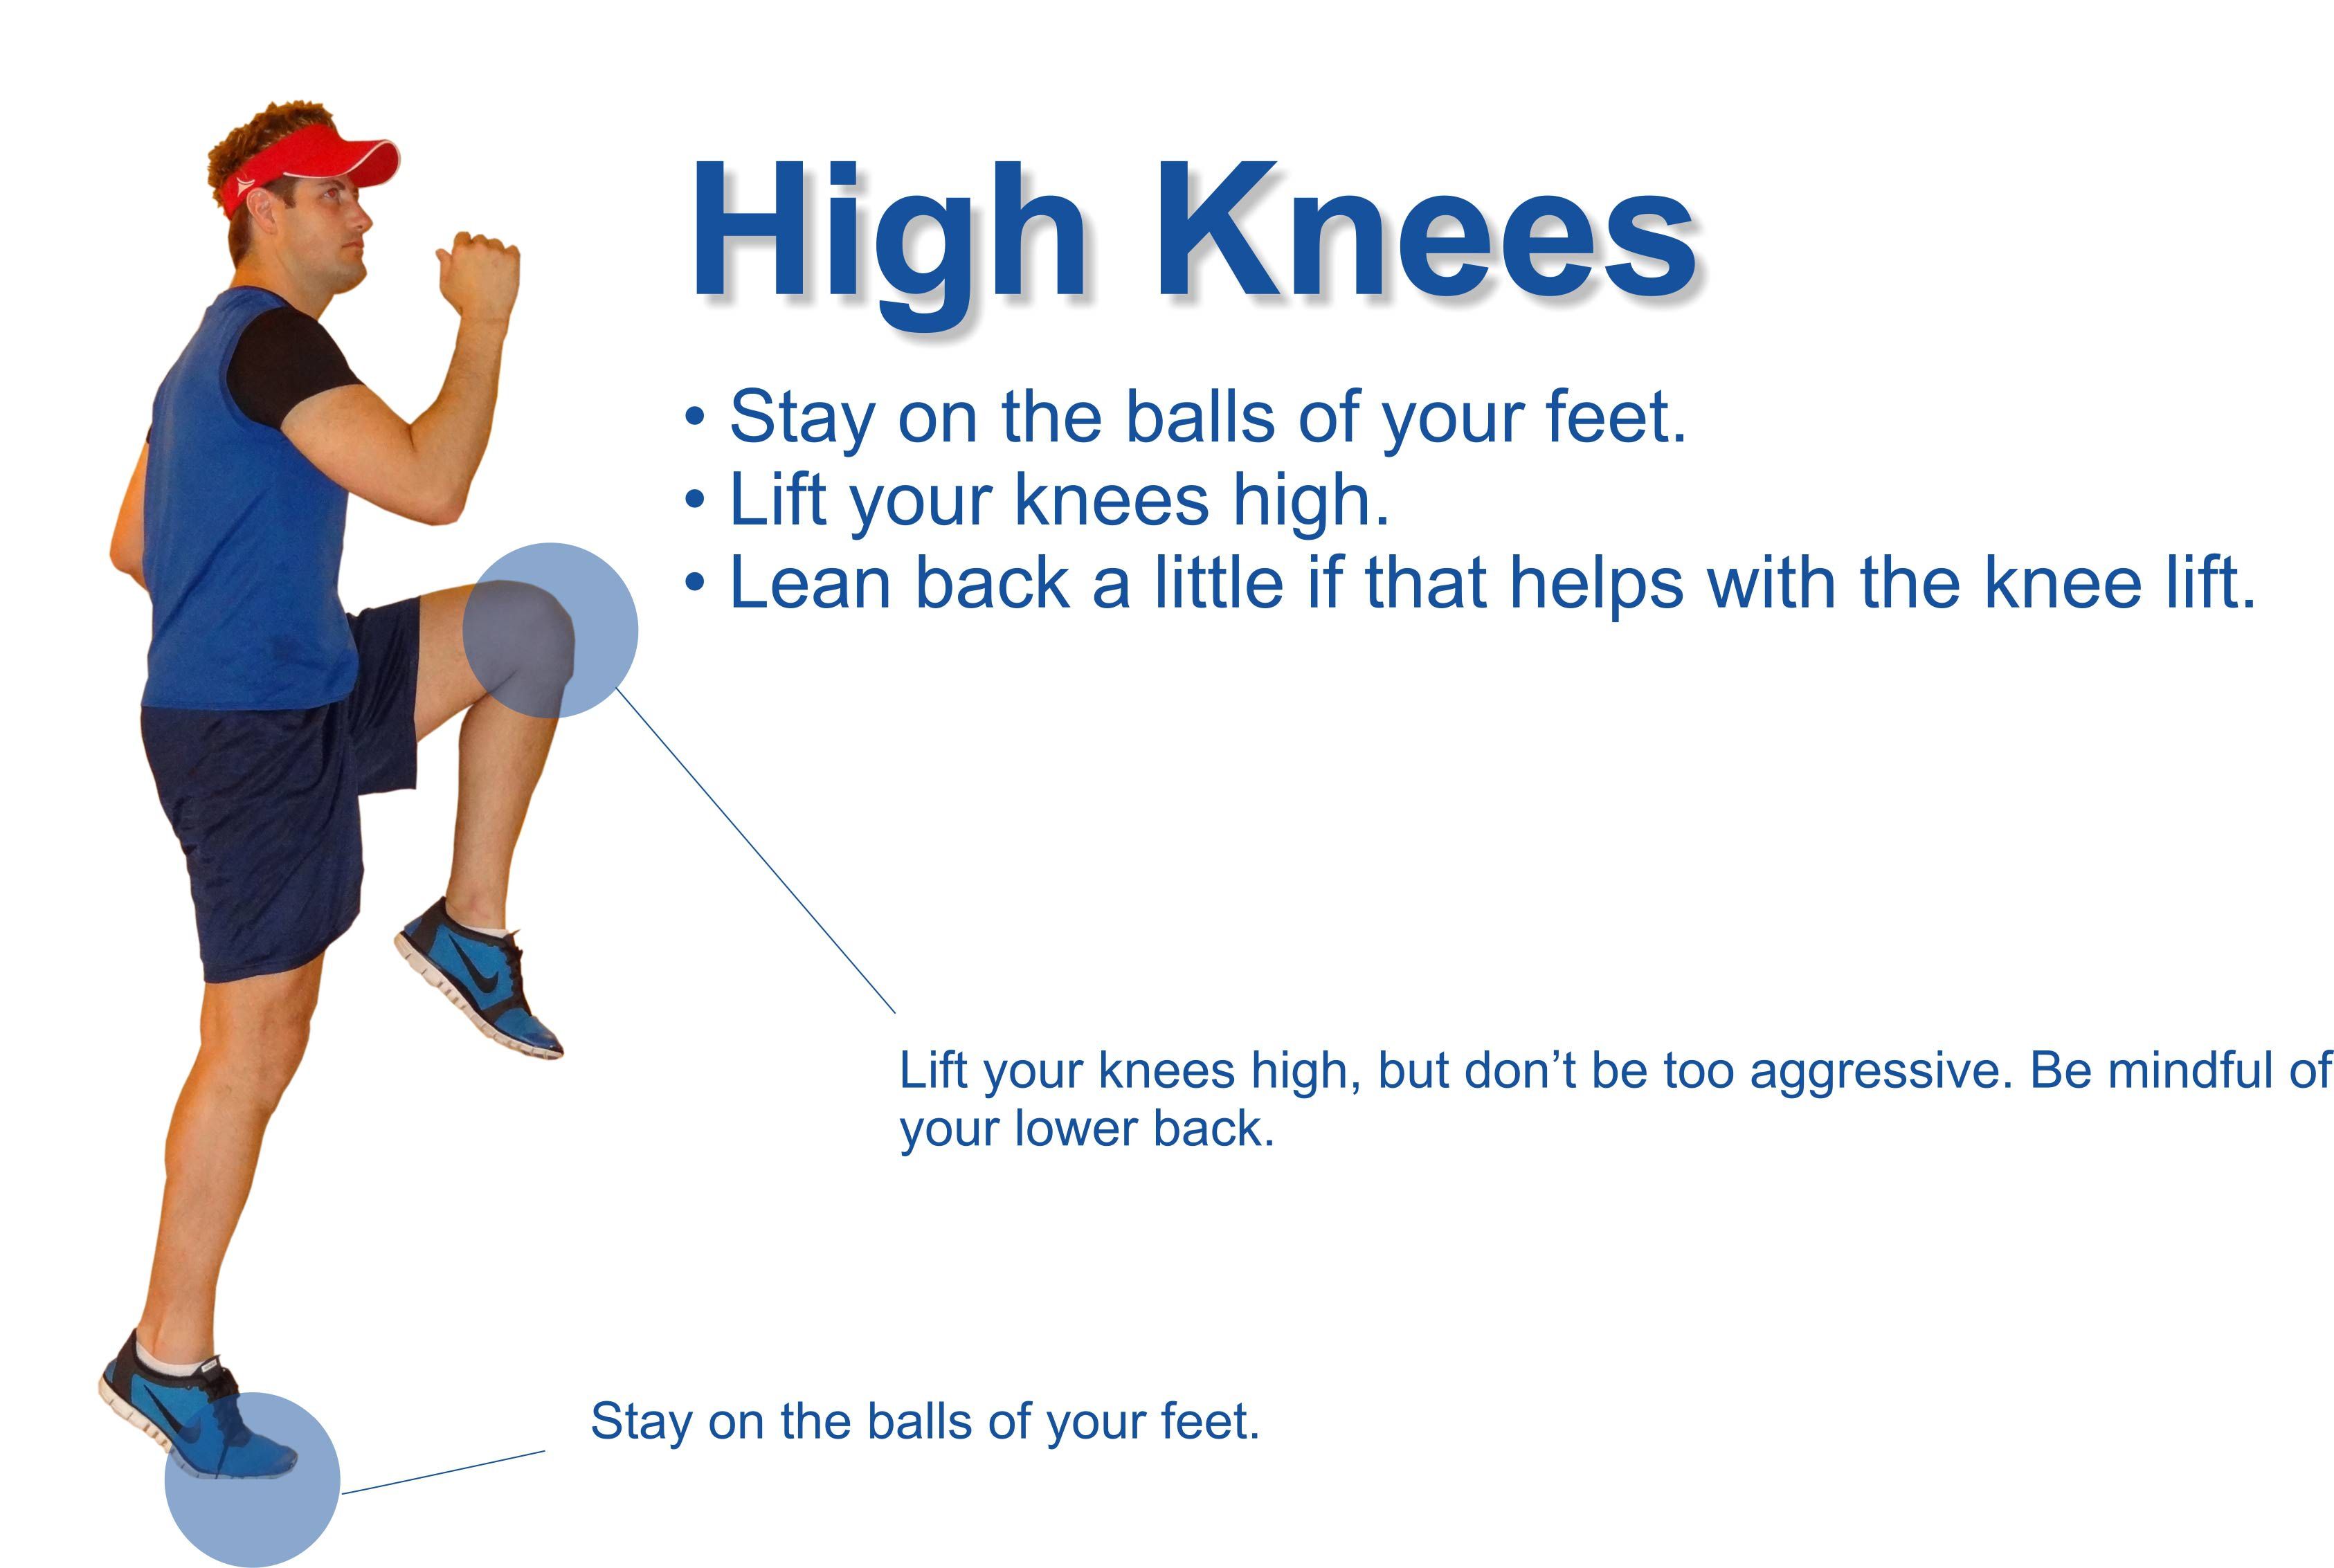 High Knees
• Stay on the balls of your feet.
• Lift your knees high.
• Lean back a little if that helps with the knee lift.
Lift your knees high, but don’t be too aggressive. Be mindful of
your lower back.
Stay on the balls of your feet.